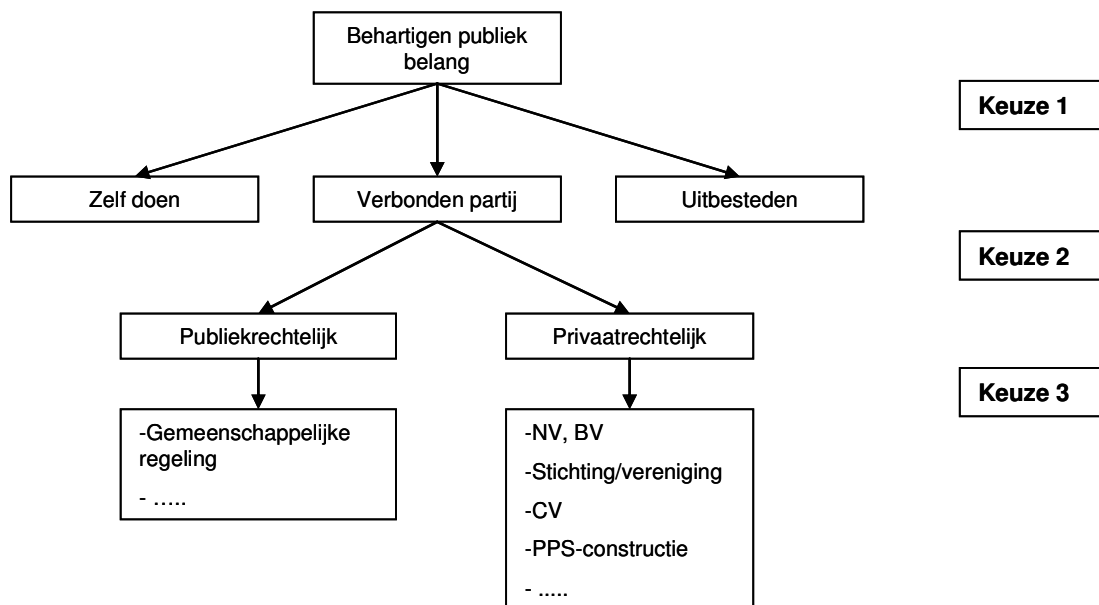 Behartigen publiek
belang
Keuze 1
Zelf doen
Verbonden partij
Uitbesteden
Keuze 2
Publiekrechtelijk
Privaatrechtelijk
Keuze 3
-Gemeenschappelijke
regeling
- .....
-NV, BV
-Stichting/vereniging
-CV
-PPS-constructie
- .....